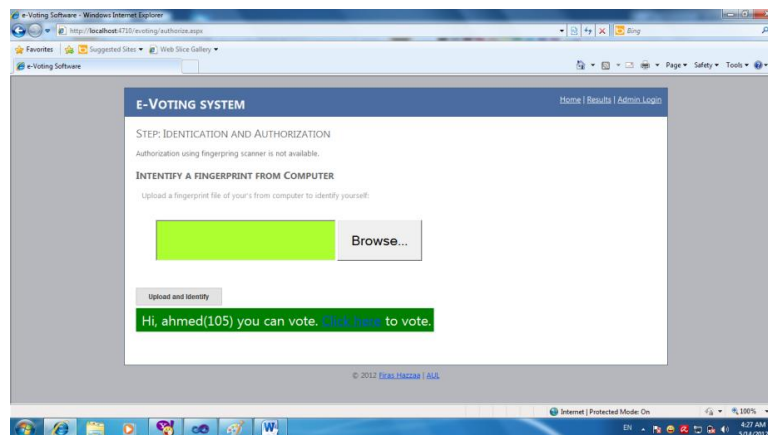 e-Voting Software - Windows Internet Explorer
http://localhost:4710/evoting/authorize.aspx
Bing
Favorites Suggested Sites Web Slice Gallery
e-Voting Software
Page Safety Tools
E-VOTING SYSTEM
Home | Results | Admin Login
STEP: IDENTICATION AND AUTHORIZATION
Authorization using fingerpring scanner is not available.
INTENTIFY A FINGERPRINT FROM COMPUTER
Upload a fingerprint file of your's from computer to identify yourself:
Browse...
Upload and Identify
Hi, ahmed(105) you can vote. Click here to vote.
© 2012 Firas Hazzaa | AUL
Internet | Protected Mode: On
100%
EN
4:27 AM
5/14/2012